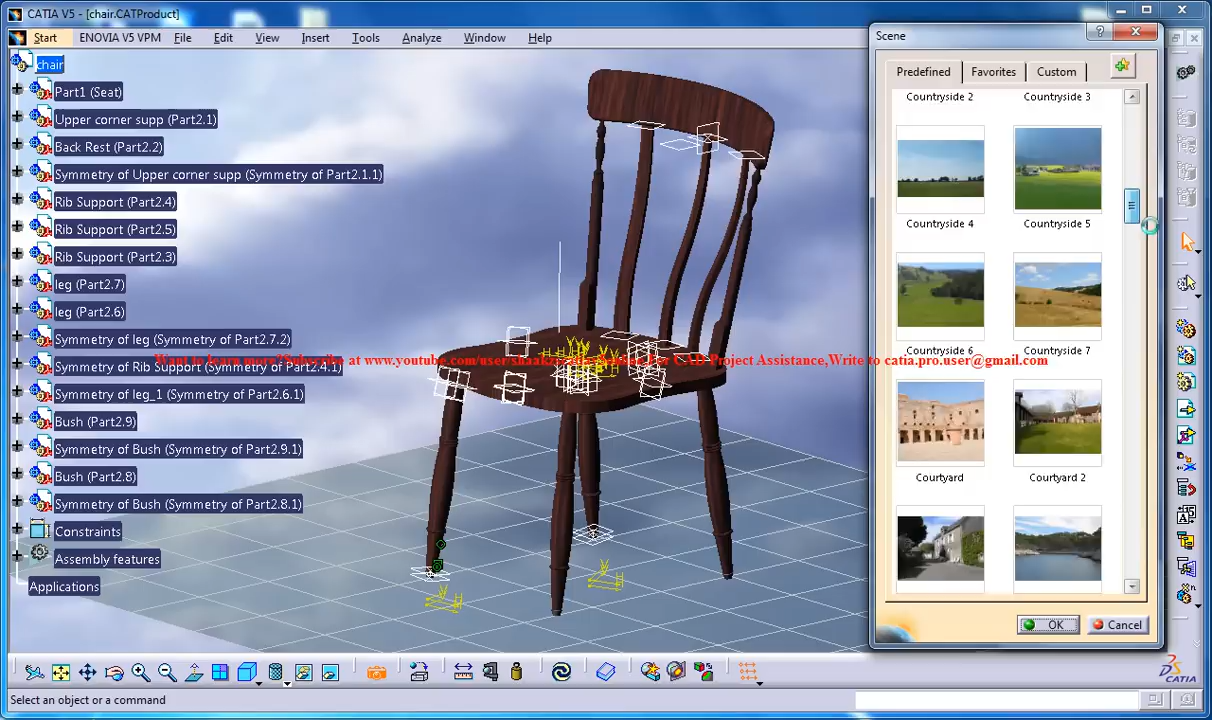 CATIA V5 - [chair.CATProduct]
Start ENOVIA V5 VPM File Edit View Insert Tools Analyze Window Help
chair
Part1 (Seat)
Upper corner supp (Part2.1)
Back Rest (Part2.2)
Symmetry of Upper corner supp (Symmetry of Part2.1.1)
Rib Support (Part2.4)
Rib Support (Part2.5)
Rib Support (Part2.3)
leg (Part2.7)
leg (Part2.6)
Symmetry of leg (Symmetry of Part2.7.2)
Want to learn more?Subscribe at www.youtube.com/user/shaak For CAD Project Assistance,Write to catia.pro.user@gmail.com
Symmetry of Rib Support (Symmetry of Part2.4.1)
Symmetry of leg_1 (Symmetry of Part2.6.1)
Bush (Part2.9)
Symmetry of Bush (Symmetry of Part2.9.1)
Bush (Part2.8)
Symmetry of Bush (Symmetry of Part2.8.1)
Constraints
Assembly features
Applications
Scene
Predefined Favorites Custom
Countryside 2 Countryside 3
Countryside 4 Countryside 5
Countryside 6 Countryside 7
Courtyard Courtyard 2
OK Cancel
CATIA
Select an object or a command